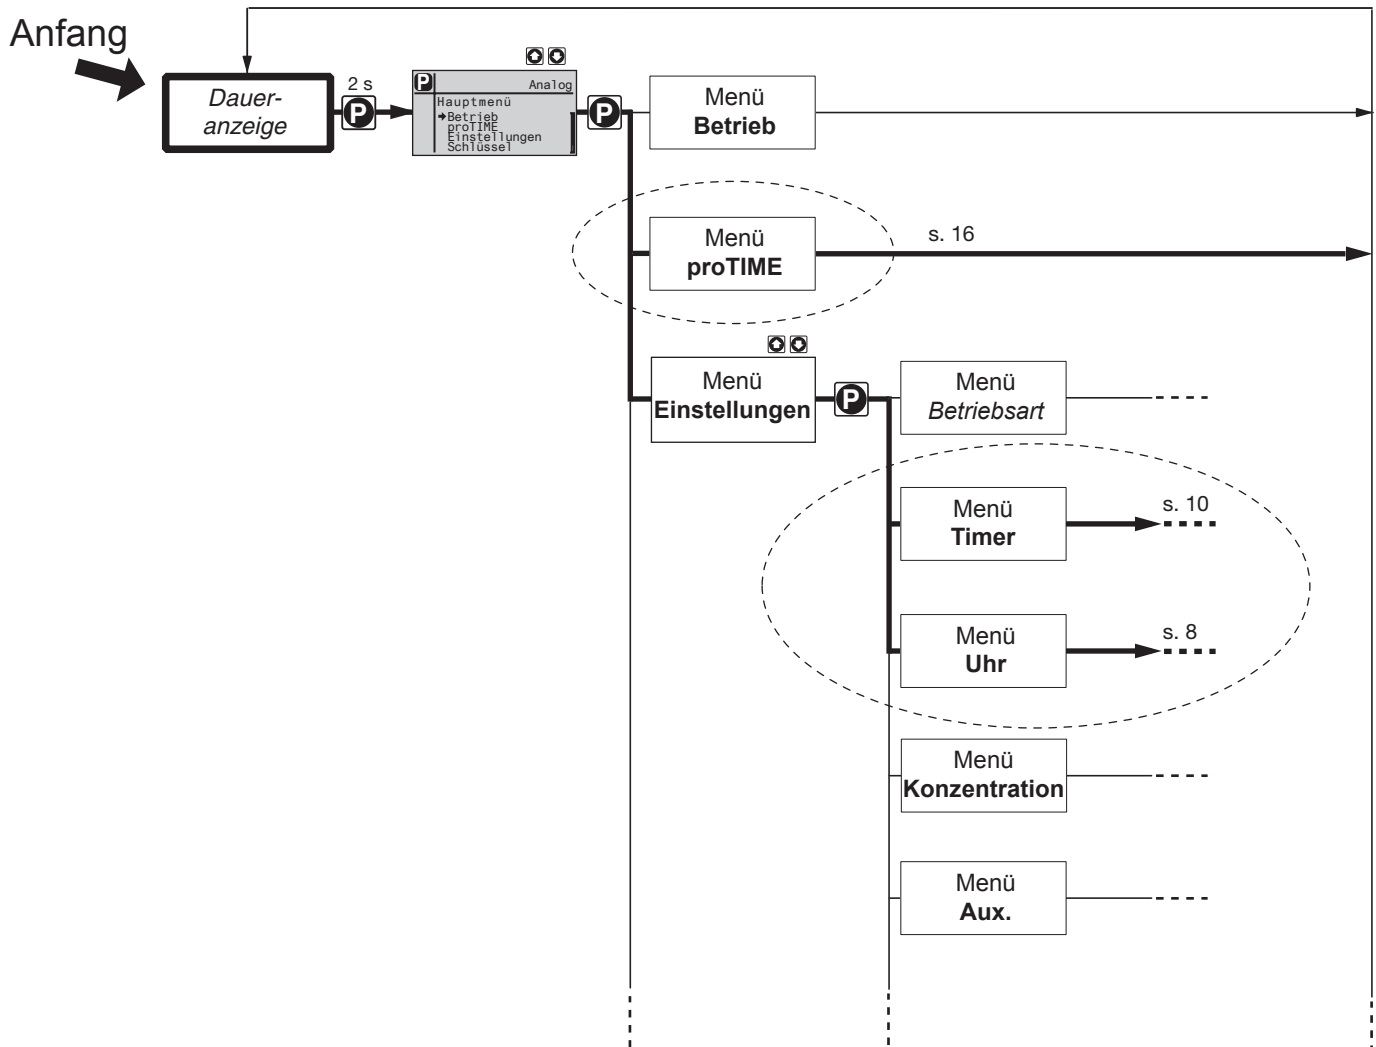 Anfang
Dauer-
anzeige
2 s
P
P
Analog
Hauptmenü
Betrieb
proTIME
Einstellungen
Schlüssel
P
Menü
Betrieb
Menü
proTIME
s. 16
Menü
Einstellungen
P
Menü
Betriebsart
Menü
Timer
s. 10
Menü
Uhr
s. 8
Menü
Konzentration
Menü
Aux.